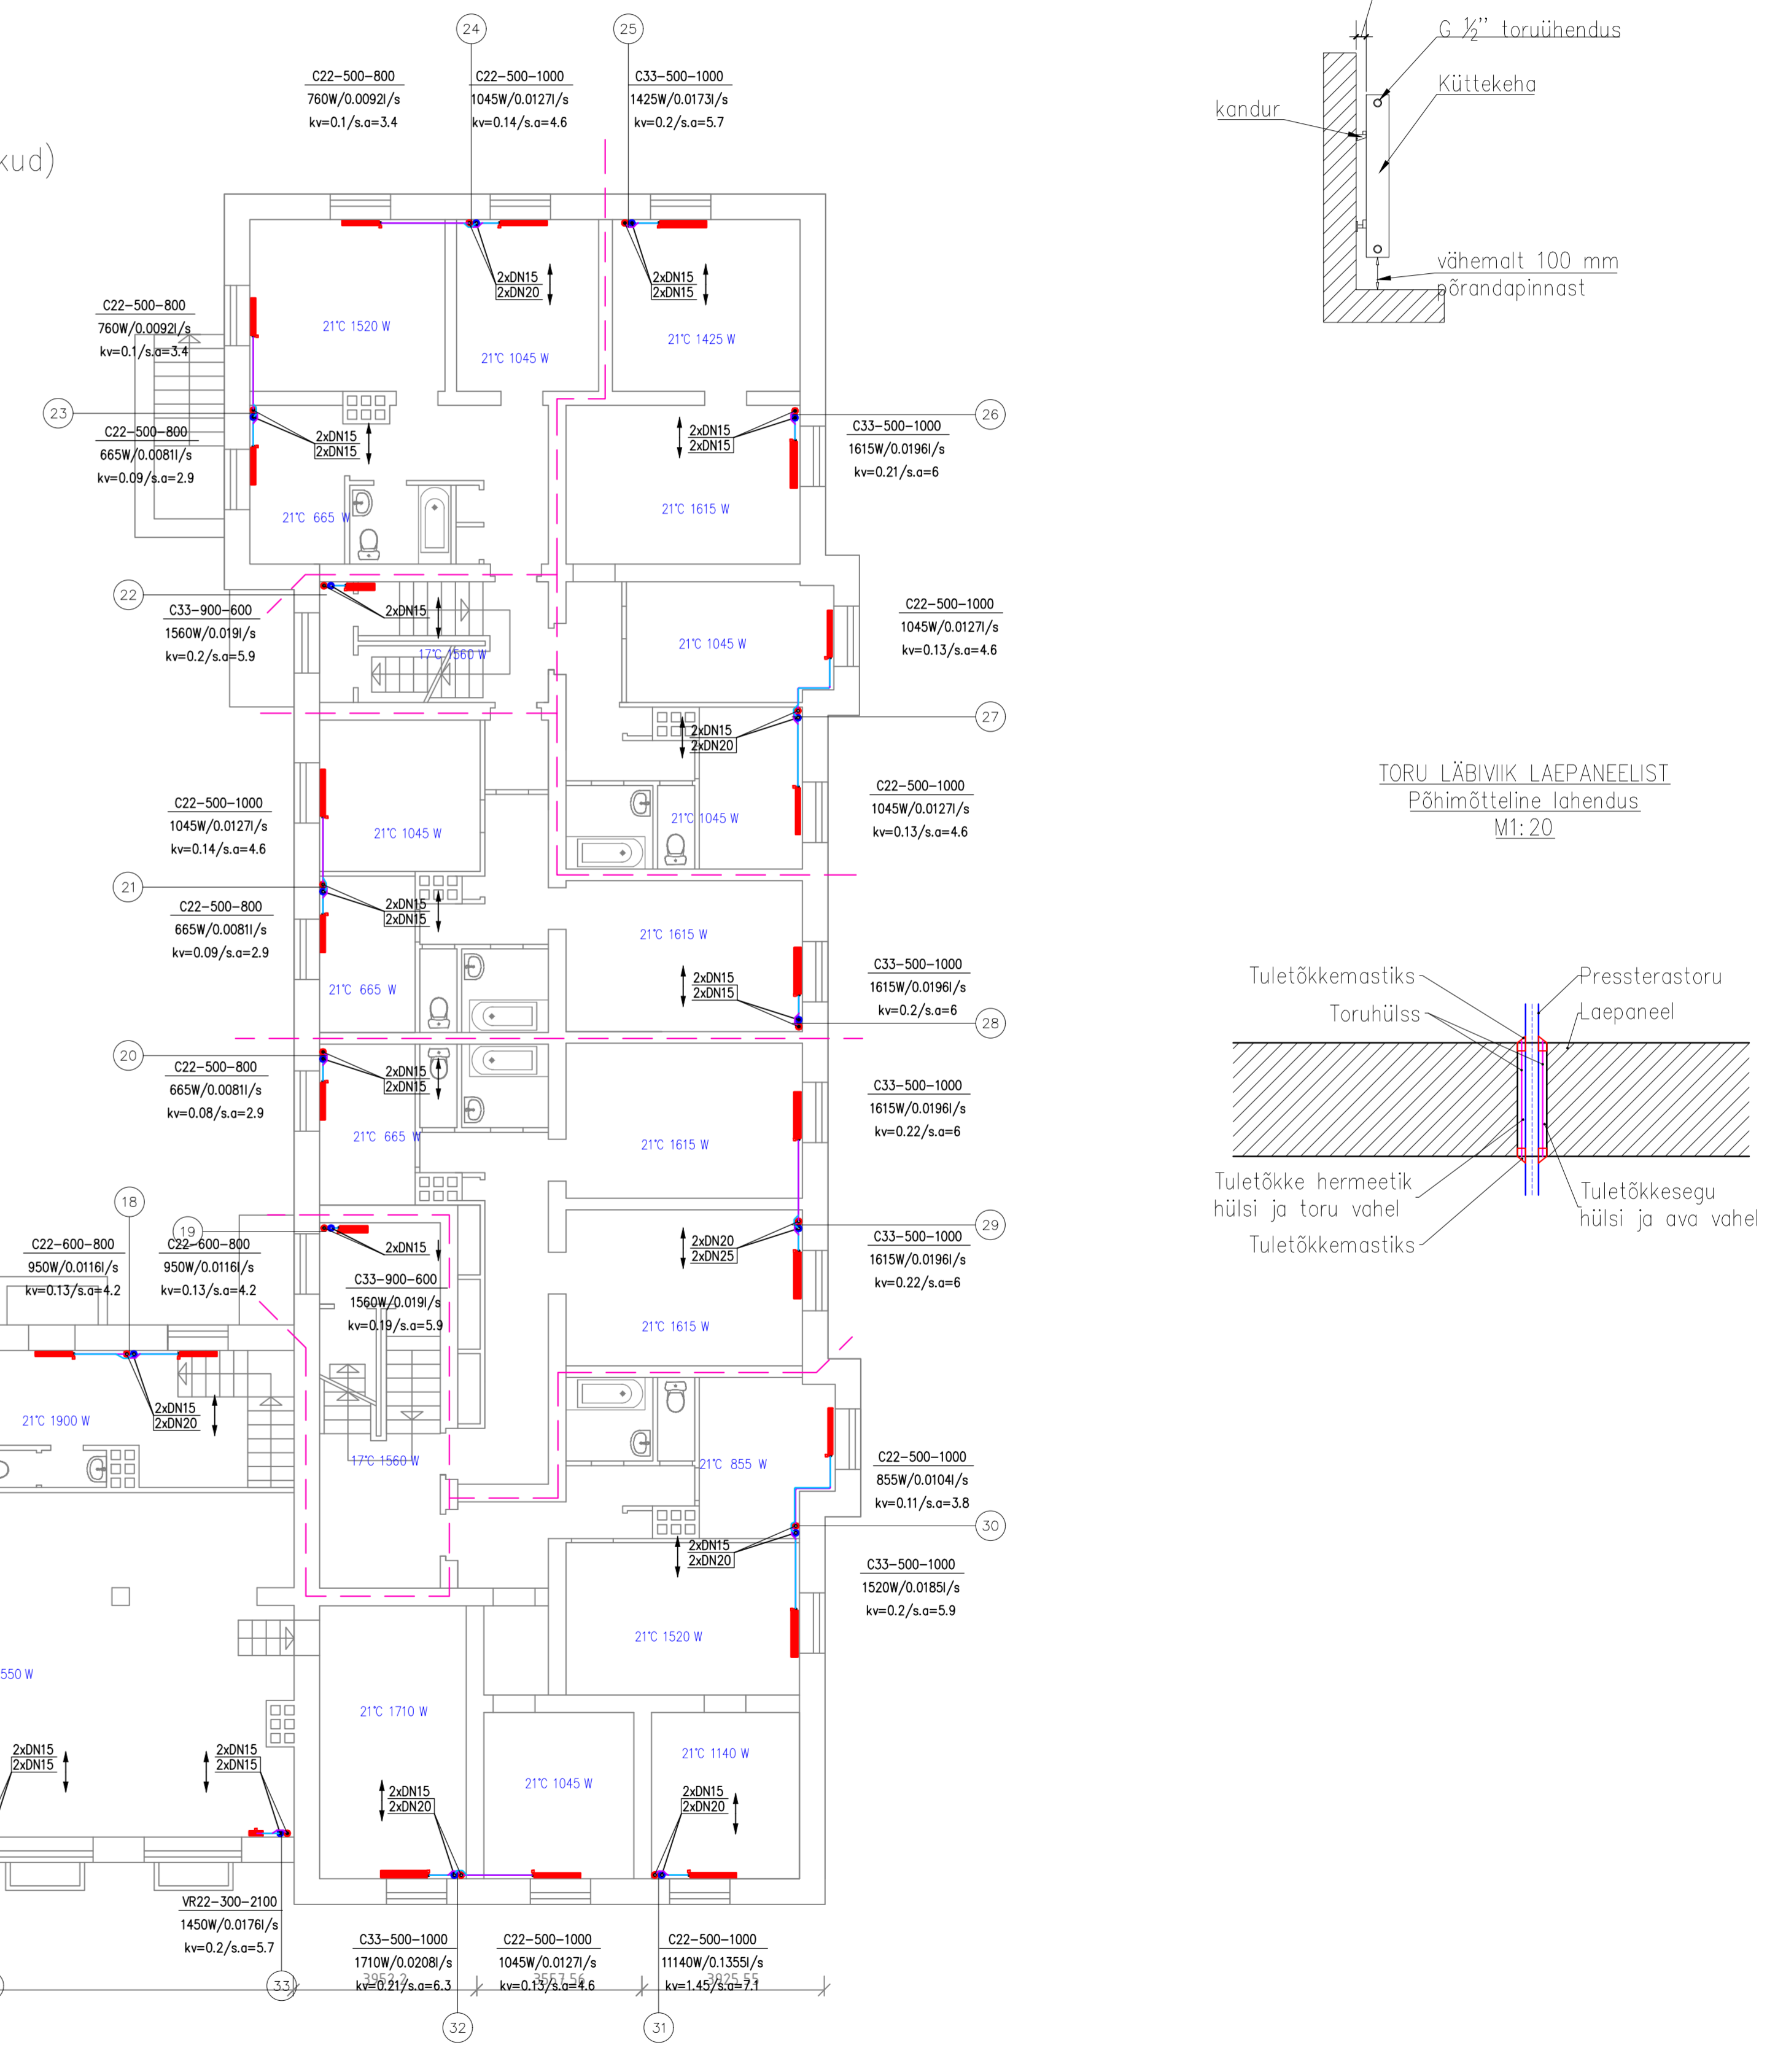 24
25
C22-500-800
760W/0.0092l/s
kv=0.1/s.a=3.4
C22-500-1000
1045W/0.0127l/s
kv=0.14/s.a=4.6
C33-500-1000
1425W/0.0173l/s
kv=0.2/s.a=5.7
kud)
G ½" toruühendus
Küttekeha
kandur
vähemalt 100 mm
põrandapinnast
2xDN15
2xDN20
2xDN15
2xDN15
C22-500-800
760W/0.0092l/s
kv=0.1/s.a=3.4
21°C 1520 W
21°C 1045 W
21°C 1425 W
23
C22-500-800
665W/0.0081l/s
kv=0.09/s.a=2.9
2xDN15
2xDN15
2xDN15
2xDN15
26
C33-500-1000
1615W/0.0196l/s
kv=0.21/s.a=6
21°C 665 W
21°C 1615 W
22
C33-900-600
1560W/0.019l/s
kv=0.2/s.a=5.9
2xDN15
17°C 1560 W
21°C 1045 W
C22-500-1000
1045W/0.0127l/s
kv=0.13/s.a=4.6
27
2xDN15
2xDN20
TORU LÄBIVIIK LAEPANEELIST
Põhimõtteline lahendus
M1:20
C22-500-1000
1045W/0.0127l/s
kv=0.14/s.a=4.6
21°C 1045 W
21°C 1045 W
C22-500-1000
1045W/0.0127l/s
kv=0.13/s.a=4.6
21
2xDN15
2xDN15
C22-500-800
665W/0.0081l/s
kv=0.09/s.a=2.9
21°C 665 W
21°C 1615 W
2xDN15
2xDN15
C33-500-1000
1615W/0.0196l/s
kv=0.2/s.a=6
28
Tuletõkkemastiks
Toruhülss
Pressterastoru
Laepaneel
20
2xDN15
2xDN15
C22-500-800
665W/0.0081l/s
kv=0.08/s.a=2.9
21°C 665 W
21°C 1615 W
C33-500-1000
1615W/0.0196l/s
kv=0.22/s.a=6
Tuletõkke hermeetik
hülsi ja toru vahel
Tuletõkkemastiks
Tuletõkkesegu
hülsi ja ava vahel
18
19
C22-600-800
950W/0.0116l/s
kv=0.13/s.a=4.2
C22-600-800
950W/0.0116l/s
kv=0.13/s.a=4.2
2xDN15
C33-900-600
1560W/0.019l/s
kv=0.19/s.a=5.9
2xDN20
2xDN25
29
C33-500-1000
1615W/0.0196l/s
kv=0.22/s.a=6
21°C 1615 W
2xDN15
2xDN20
21°C 1900 W
17°C 1560 W
21°C 855 W
C22-500-1000
855W/0.0104l/s
kv=0.11/s.a=3.8
30
2xDN15
2xDN20
C33-500-1000
1520W/0.0185l/s
kv=0.2/s.a=5.9
21°C 1520 W
550 W
21°C 1710 W
21°C 1140 W
21°C 1045 W
2xDN15
2xDN15
2xDN15
2xDN15
2xDN15
2xDN20
2xDN15
2xDN20
VR22-300-2100
1450W/0.0176l/s
kv=0.2/s.a=5.7
C33-500-1000
1710W/0.0208l/s
kv=0.21/s.a=6.3
C22-500-1000
1045W/0.0127l/s
kv=0.13/s.a=4.6
C22-500-1000
11140W/0.1355l/s
kv=1.45/s.a=7.1
3952.2
3557.56
3925.55
33
32
31